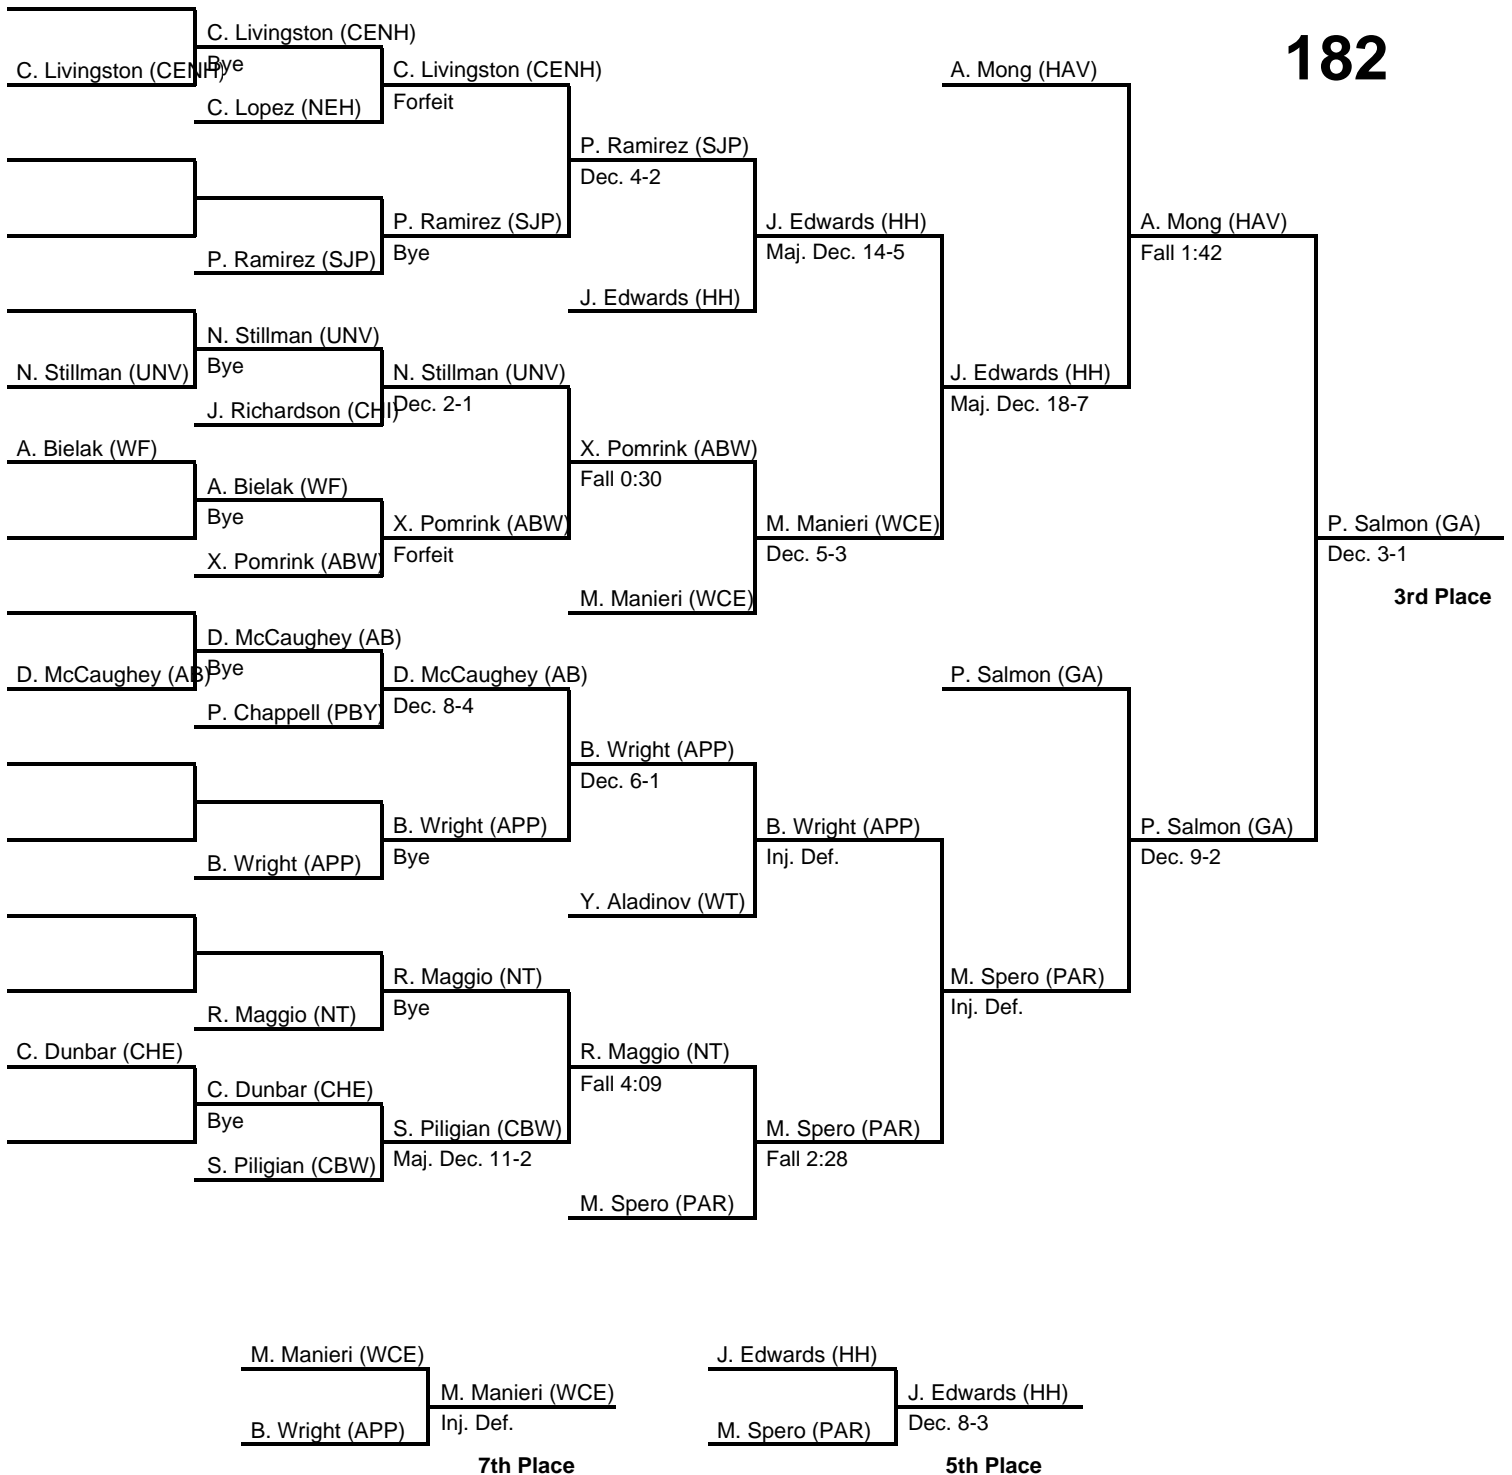 182
C. Livingston (CENH)
C. Livingston (CENH)
Bye
C. Lopez (NEH)
C. Livingston (CENH)
Forfeit
P. Ramirez (SJP)
P. Ramirez (SJP)
Bye
P. Ramirez (SJP)
Dec. 4-2
J. Edwards (HH)
J. Edwards (HH)
Maj. Dec. 14-5
N. Stillman (UNV)
N. Stillman (UNV)
Bye
J. Richardson (CHI)
N. Stillman (UNV)
Dec. 2-1
A. Bielak (WF)
A. Bielak (WF)
Bye
X. Pomrink (ABW)
X. Pomrink (ABW)
Forfeit
X. Pomrink (ABW)
Fall 0:30
M. Manieri (WCE)
M. Manieri (WCE)
Dec. 5-3
J. Edwards (HH)
Maj. Dec. 18-7
A. Mong (HAV)
A. Mong (HAV)
Fall 1:42
D. McCaughey (AB)
D. McCaughey (AB)
Bye
P. Chappell (PBY)
D. McCaughey (AB)
Dec. 8-4
B. Wright (APP)
B. Wright (APP)
Bye
B. Wright (APP)
Dec. 6-1
Y. Aladinov (WT)
B. Wright (APP)
Inj. Def.
R. Maggio (NT)
R. Maggio (NT)
Bye
C. Dunbar (CHE)
C. Dunbar (CHE)
Bye
S. Piligian (CBW)
S. Piligian (CBW)
Maj. Dec. 11-2
R. Maggio (NT)
Fall 4:09
M. Spero (PAR)
M. Spero (PAR)
Fall 2:28
M. Spero (PAR)
Inj. Def.
P. Salmon (GA)
P. Salmon (GA)
Dec. 9-2
P. Salmon (GA)
Dec. 3-1
3rd Place
M. Manieri (WCE)
B. Wright (APP)
M. Manieri (WCE)
Inj. Def.
7th Place
J. Edwards (HH)
M. Spero (PAR)
J. Edwards (HH)
Dec. 8-3
5th Place